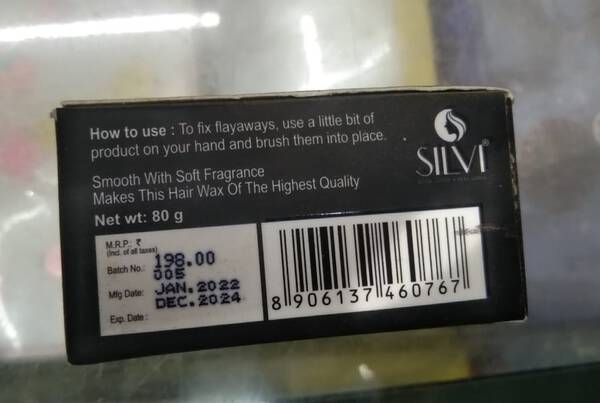 How to use : To fix flayaways, use a little bit of
product on your hand and brush them into place.
Smooth With Soft Fragrance
Makes This Hair Wax Of The Highest Quality
Net wt: 80 g
SILVI®
M.R.P.: ₹ 198.00
(Incl. of all taxes)
Batch No.: 005
Mfg Date: JAN.2022
Exp. Date: DEC.2024
8 906137 460767